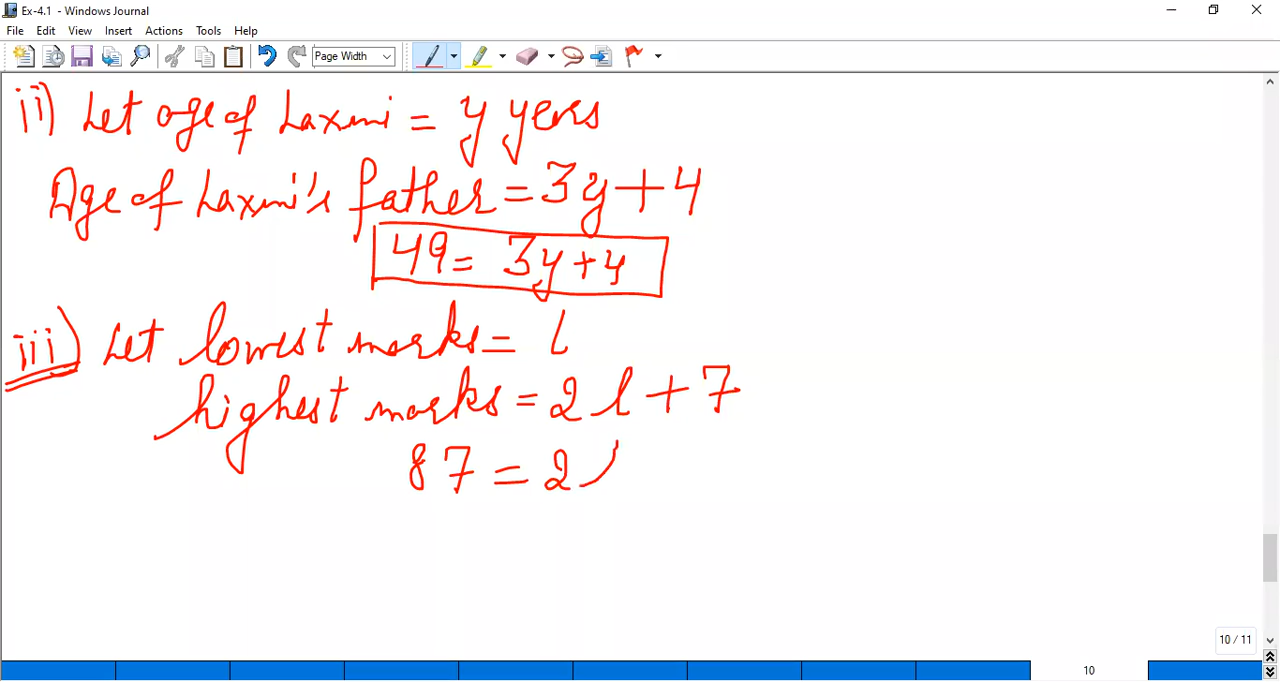 Ex-4.1 - Windows Journal
File Edit View Insert Actions Tools Help
Page Width
ii) Let age of Laxmi = y years
Age of Laxmi's father = 3y + 4
49 = 3y + 4
iii) Let lowest marks = l
highest marks = 2l + 7
87 = 2
10 / 11
10